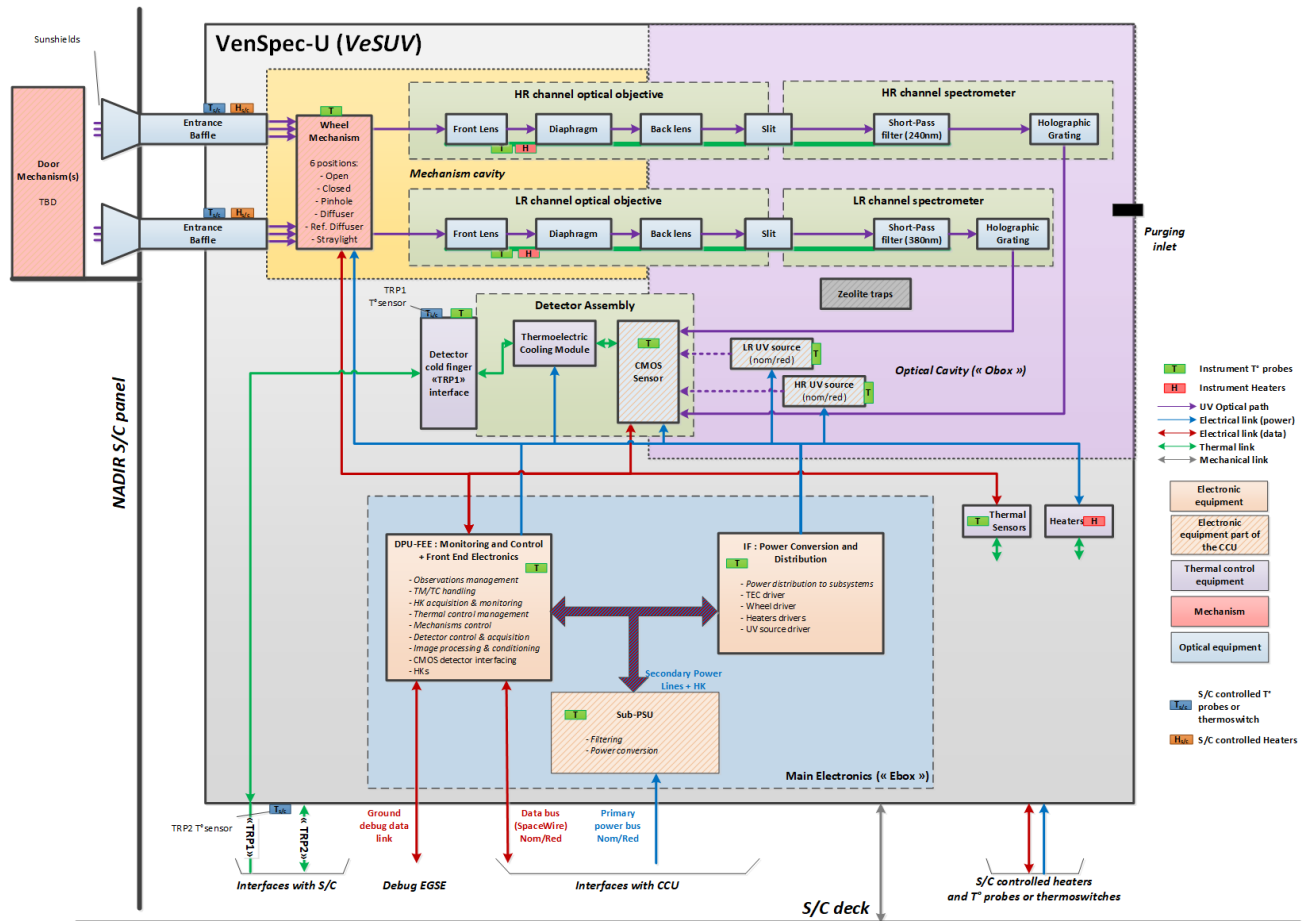 VenSpec-U (VeSUV)
Sunshields
NADIR S/C panel
Door
Mechanism(s)
TBD
T S/C
H S/C
Entrance
Baffle
T S/C
H S/C
Entrance
Baffle
T
Wheel
Mechanism
6 positions:
- Open
- Closed
- Pinhole
- Diffuser
- Ref. Diffuser
- Straylight
HR channel optical objective
Front Lens
Diaphragm
Back lens
Slit
T
H
Mechanism cavity
HR channel spectrometer
Short-Pass
filter (240nm)
Holographic
Grating
LR channel optical objective
Front Lens
Diaphragm
Back lens
Slit
T
H
LR channel spectrometer
Short-Pass
filter (380nm)
Holographic
Grating
Purging
inlet
Zeolite traps
TRP1
T° sensor
T S/C
T
Detector
cold finger
«TRP1»
interface
Detector Assembly
Thermoelectric
Cooling Module
T
CMOS
Sensor
LR UV source
(nom/red)
T
HR UV source
(nom/red)
T
Optical Cavity (« Obox »)
T
Thermal
Sensors
Heaters
H
DPU-FEE : Monitoring and Control
+ Front End Electronics
T
- Observations management
- TM/TC handling
- HK acquisition & monitoring
- Thermal control management
- Mechanisms control
- Detector control & acquisition
- Image processing & conditioning
- CMOS detector interfacing
- HKs
IF : Power Conversion and
Distribution
T
- Power distribution to subsystems
- TEC driver
- Wheel driver
- Heaters drivers
- UV source driver
Secondary Power
Lines + HK
T
Sub-PSU
- Filtering
- Power conversion
Main Electronics (« Ebox »)
T S/C
TRP2 T° sensor
« TRP1»
« TRP2»
Ground
debug data
link
Data bus
(SpaceWire)
Nom/Red
Primary
power bus
Nom/Red
Interfaces with S/C
Debug EGSE
Interfaces with CCU
S/C deck
S/C controlled heaters
and T° probes or thermoswitches
T
Instrument T° probes
H
Instrument Heaters
UV Optical path
Electrical link (power)
Electrical link (data)
Thermal link
Mechanical link
Electronic
equipment
Electronic
equipment part of
the CCU
Thermal control
equipment
Mechanism
Optical equipment
T S/C
S/C controlled T°
probes or
thermoswitch
H S/C
S/C controlled Heaters